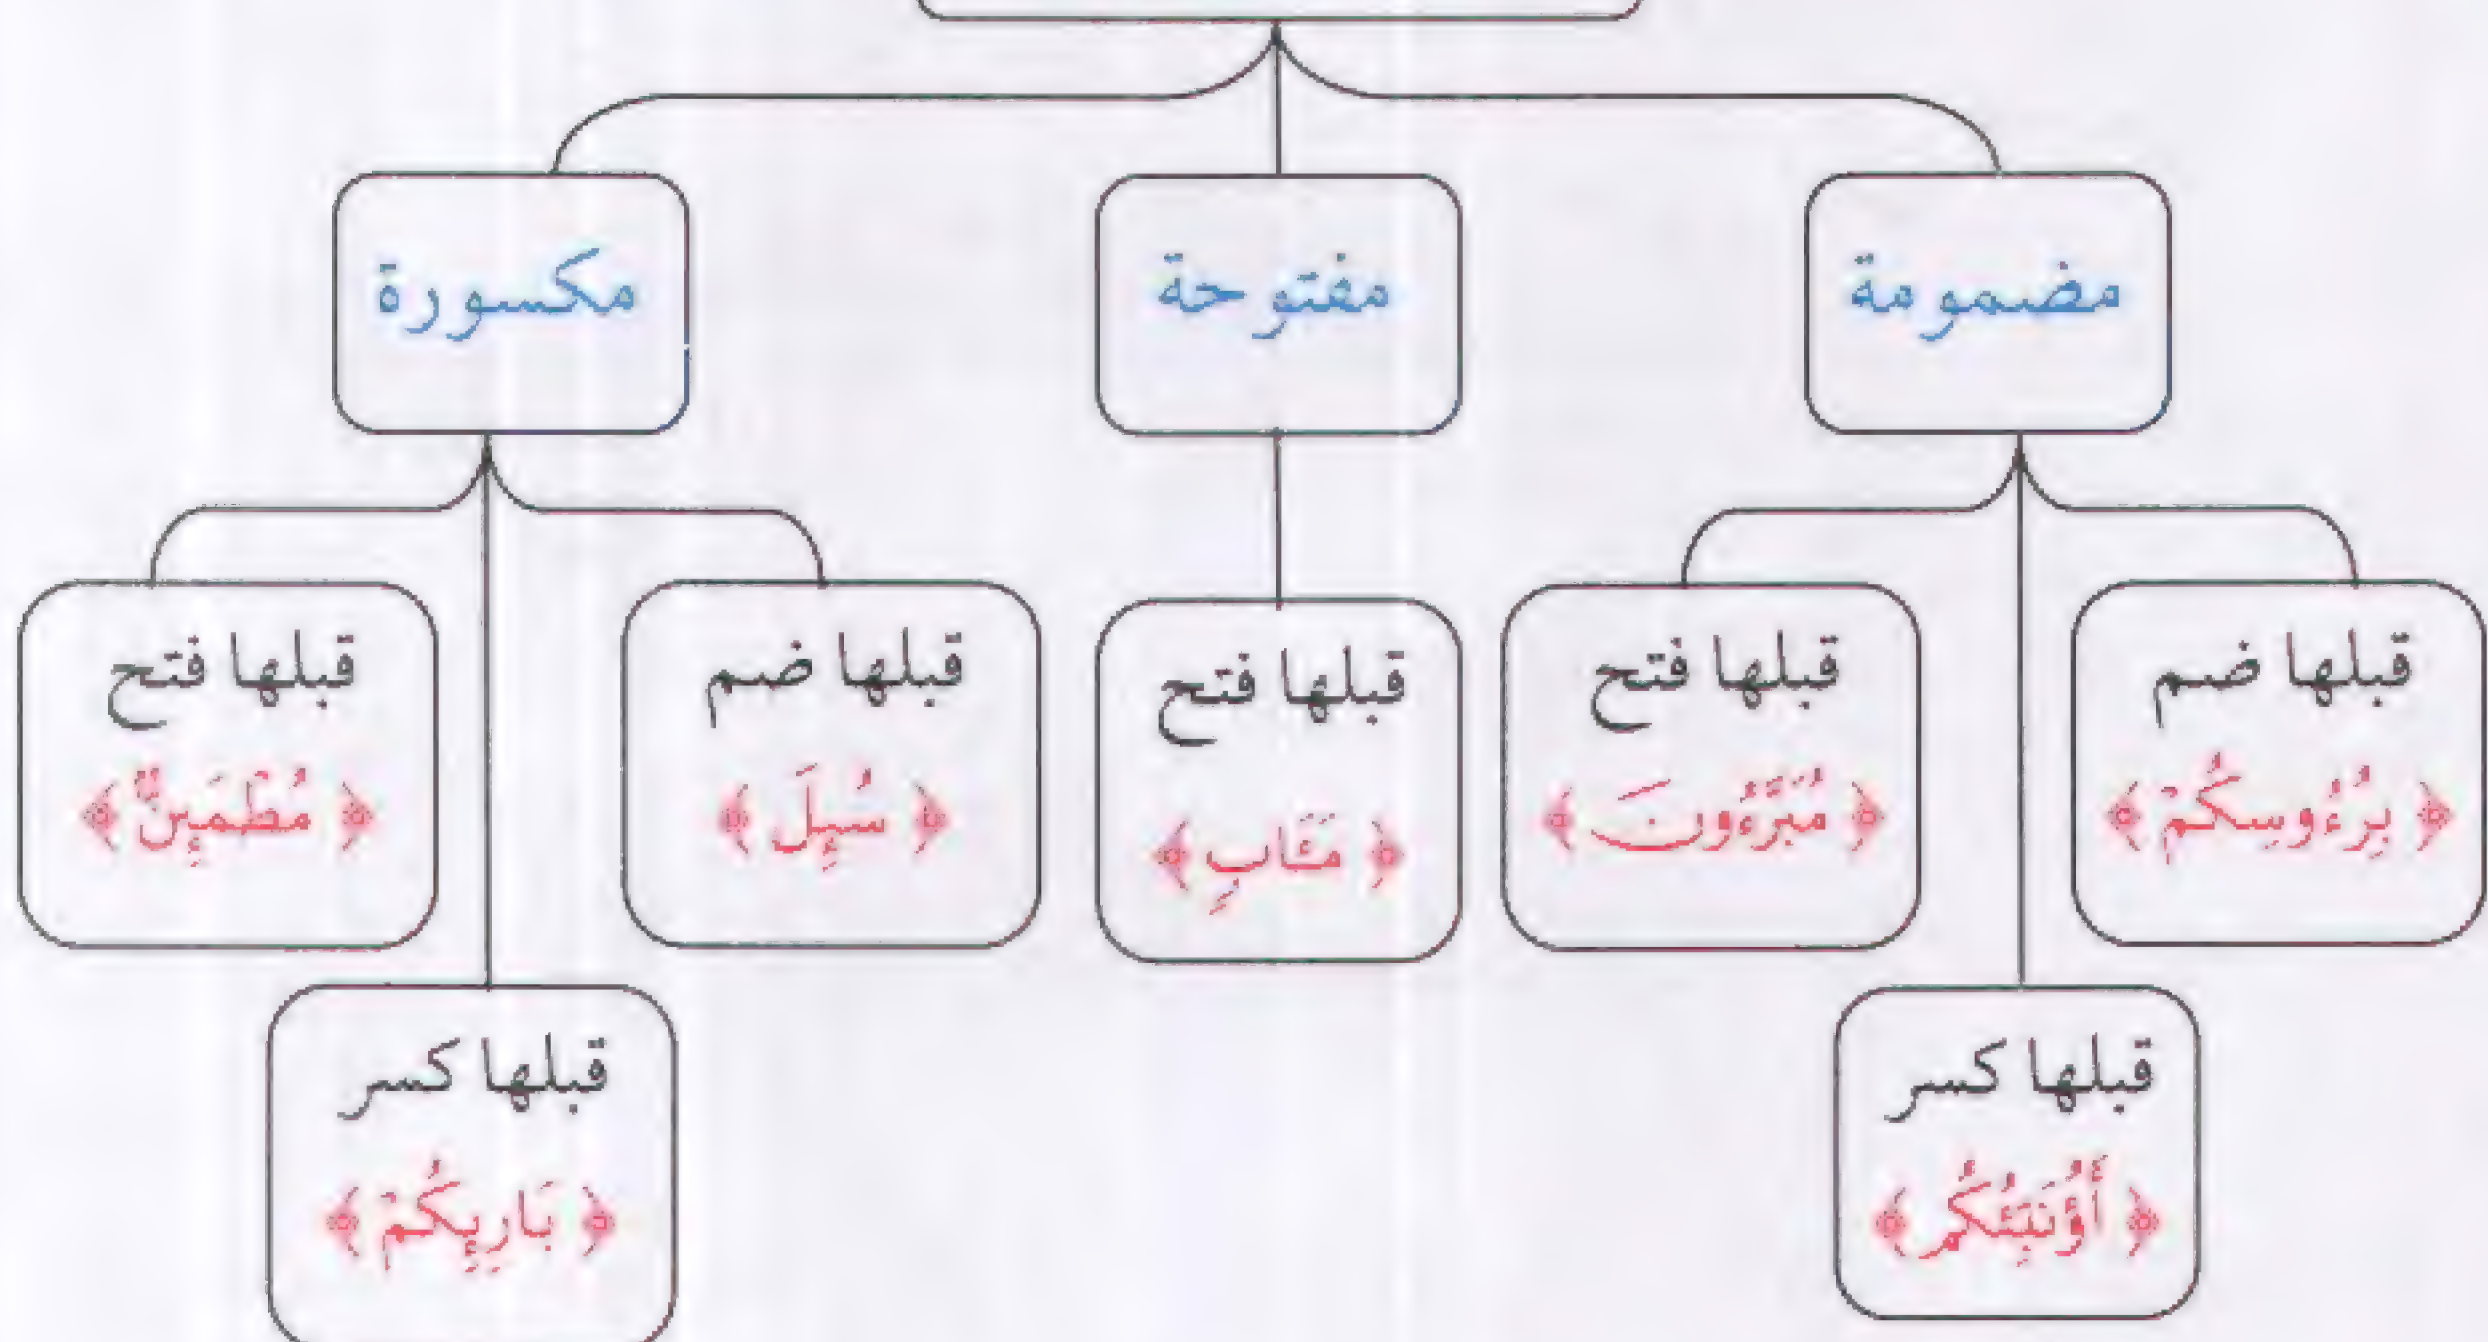 مضمومة
مفتوحة
مكسورة
قبلها ضم
﴿ بِرُءُوسِكُمْ ﴾
قبلها فتح
﴿ مُبَرَّءُونَ ﴾
قبلها كسر
﴿ أَؤُنَبِّئُكُم ﴾
قبلها فتح
﴿ مَـَٔابِ ﴾
قبلها ضم
﴿ سُئِلَ ﴾
قبلها فتح
﴿ مُطْمَئِنٌّ ﴾
قبلها كسر
﴿ بَارِئِكُمْ ﴾